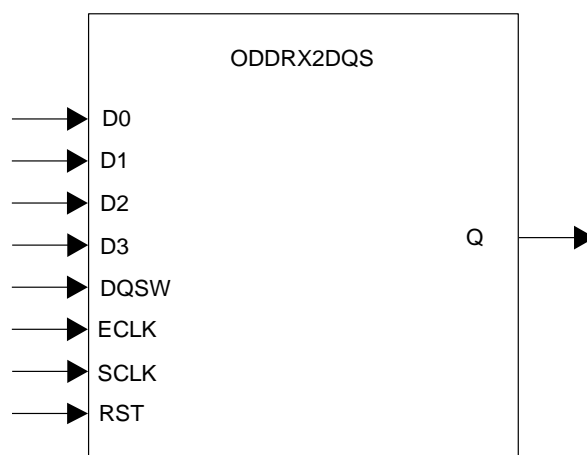 ODDRX2DQS
D0
D1
D2
D3
Q
DQSW
ECLK
SCLK
RST